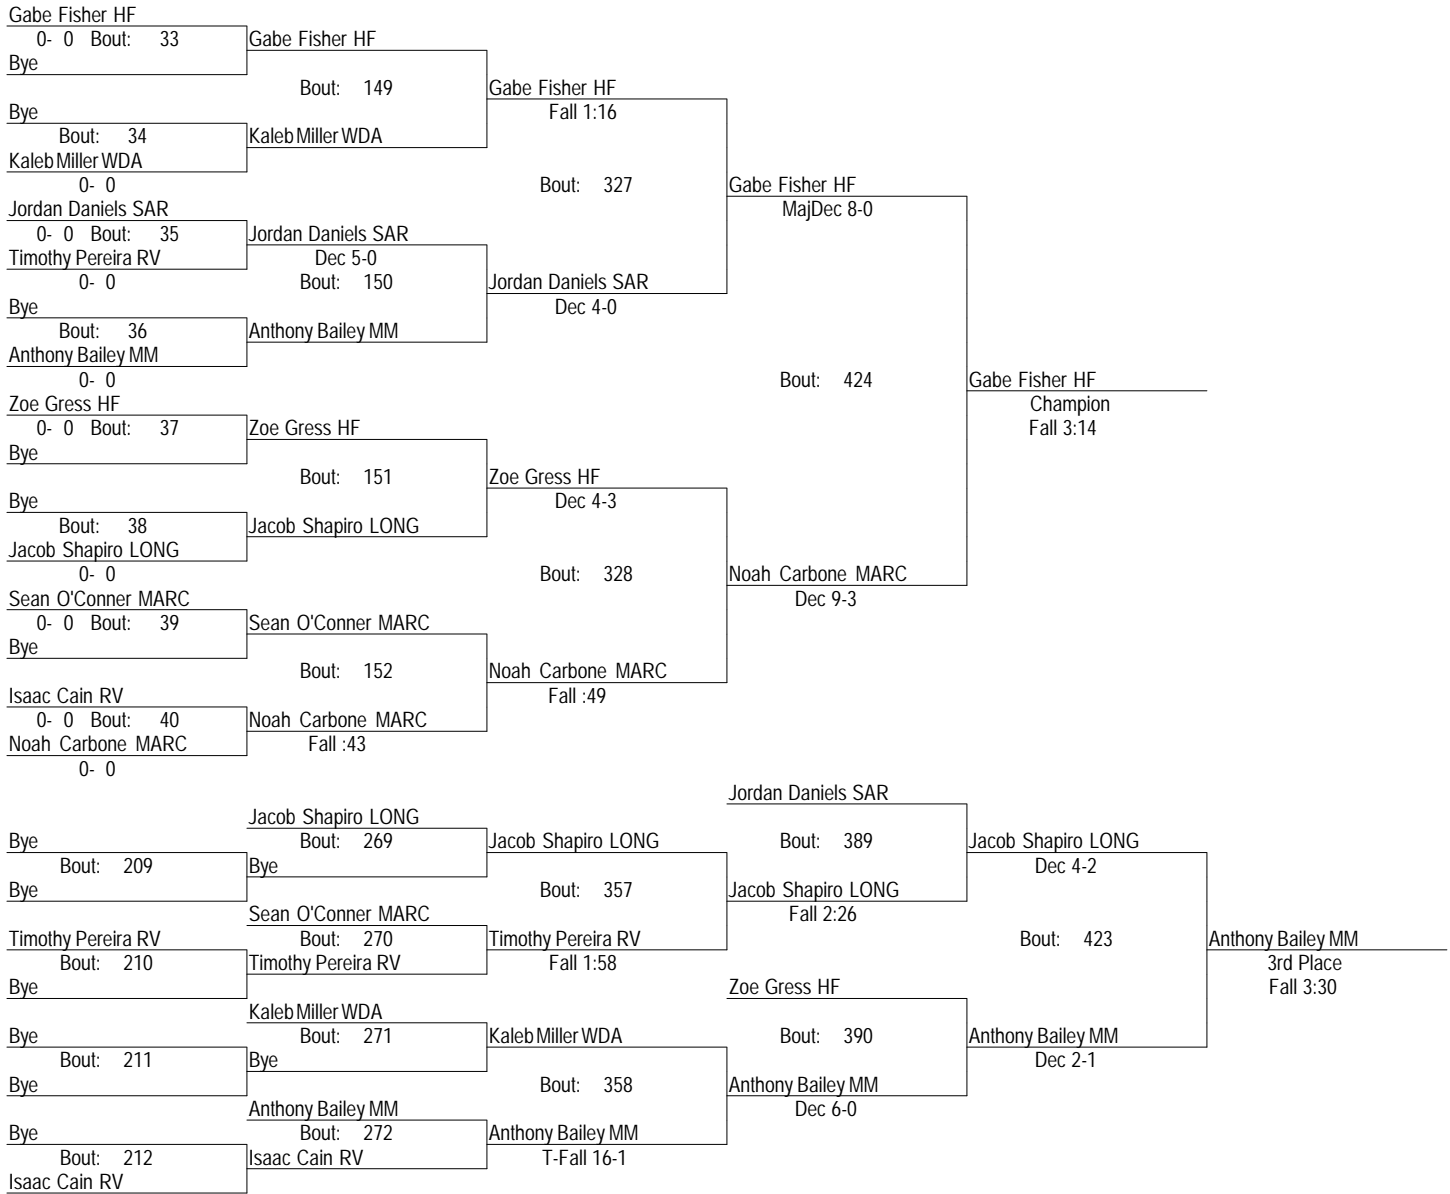 Gabe Fisher HF
0- 0 Bout: 33 Gabe Fisher HF
Bye
Bout: 149 Gabe Fisher HF
Bye Fall 1:16
Bout: 34 Kaleb Miller WDA
Kaleb Miller WDA
0- 0 Bout: 327 Gabe Fisher HF
Jordan Daniels SAR MajDec 8-0
0- 0 Bout: 35 Jordan Daniels SAR
Timothy Pereira RV Dec 5-0
0- 0 Bout: 150 Jordan Daniels SAR
Bye Dec 4-0
Bout: 36 Anthony Bailey MM
Anthony Bailey MM
0- 0 Bout: 424 Gabe Fisher HF
Zoe Gress HF Champion
0- 0 Bout: 37 Zoe Gress HF Fall 3:14
Bye
Bout: 151 Zoe Gress HF
Bye Dec 4-3
Bout: 38 Jacob Shapiro LONG
Jacob Shapiro LONG
0- 0 Bout: 328 Noah Carbone MARC
Sean O'Conner MARC Dec 9-3
0- 0 Bout: 39 Sean O'Conner MARC
Bye
Bout: 152 Noah Carbone MARC
Isaac Cain RV Fall :49
0- 0 Bout: 40 Noah Carbone MARC
Noah Carbone MARC Fall :43
0- 0
Jordan Daniels SAR
Jacob Shapiro LONG
Bye Bout: 269 Jacob Shapiro LONG Bout: 389 Jacob Shapiro LONG
Bout: 209 Bye Dec 4-2
Bye Bout: 357 Jacob Shapiro LONG
Sean O'Conner MARC Fall 2:26
Timothy Pereira RV Bout: 270 Timothy Pereira RV Bout: 423 Anthony Bailey MM
Bout: 210 Timothy Pereira RV Fall 1:58 3rd Place
Bye Zoe Gress HF Fall 3:30
Kaleb Miller WDA
Bye Bout: 271 Kaleb Miller WDA Bout: 390 Anthony Bailey MM
Bout: 211 Bye Dec 2-1
Bye Bout: 358 Anthony Bailey MM
Anthony Bailey MM Dec 6-0
Bye Bout: 272 Anthony Bailey MM
Bout: 212 Isaac Cain RV T-Fall 16-1
Isaac Cain RV